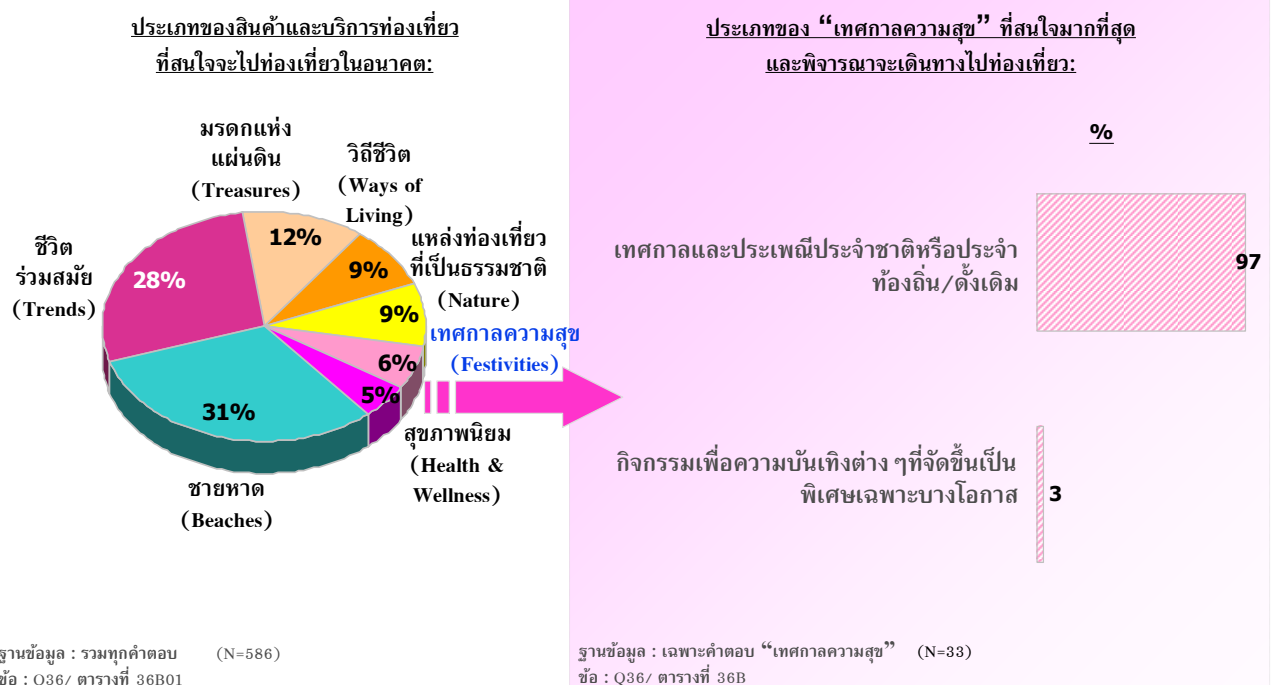 ประเภทของสินค้าและบริการท่องเที่ยว
ที่สนใจจะไปท่องเที่ยวในอนาคต:
มรดกแห่ง
แผ่นดิน
(Treasures)
วิถีชีวิต
(Ways of
Living)
แหล่งท่องเที่ยว
ที่เป็นธรรมชาติ
(Nature)
เทศกาลความสุข
(Festivities)
สุขภาพนิยม
(Health &
Wellness)
ชายหาด
(Beaches)
ชีวิต
ร่วมสมัย
(Trends)
12%
9%
9%
6%
5%
31%
28%
ฐานข้อมูล : รวมทุกคำตอบ (N=586)
ข้อ : Q36/ ตารางที่ 36B01
ประเภทของ “เทศกาลความสุข” ที่สนใจมากที่สุด
และพิจารณาจะเดินทางไปท่องเที่ยว:
%
เทศกาลและประเพณีประจำชาติหรือประจำ
ท้องถิ่น/ดั้งเดิม
97
กิจกรรมเพื่อความบันเทิงต่าง ๆที่จัดขึ้นเป็น
พิเศษเฉพาะบางโอกาส
3
ฐานข้อมูล : เฉพาะคำตอบ “เทศกาลความสุข” (N=33)
ข้อ : Q36/ ตารางที่ 36B